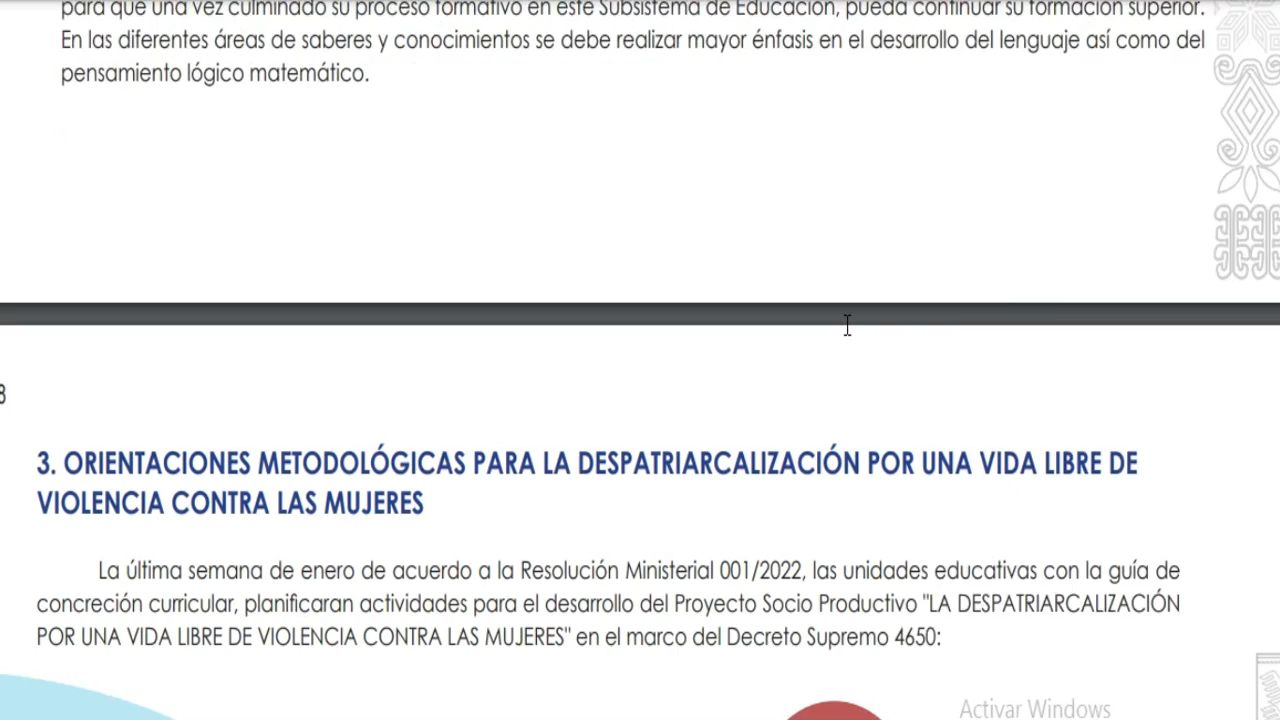 para que una vez culminado su proceso formativo en este Subsistema de Educación, pueda continuar su formación superior.
En las diferentes áreas de saberes y conocimientos se debe realizar mayor énfasis en el desarrollo del lenguaje así como del
pensamiento lógico matemático.
8
3. ORIENTACIONES METODOLÓGICAS PARA LA DESPATRIARCALIZACIÓN POR UNA VIDA LIBRE DE
VIOLENCIA CONTRA LAS MUJERES
La última semana de enero de acuerdo a la Resolución Ministerial 001/2022, las unidades educativas con la guía de
concreción curricular, planificaran actividades para el desarrollo del Proyecto Socio Productivo "LA DESPATRIARCALIZACIÓN
POR UNA VIDA LIBRE DE VIOLENCIA CONTRA LAS MUJERES" en el marco del Decreto Supremo 4650:
Activar Windows